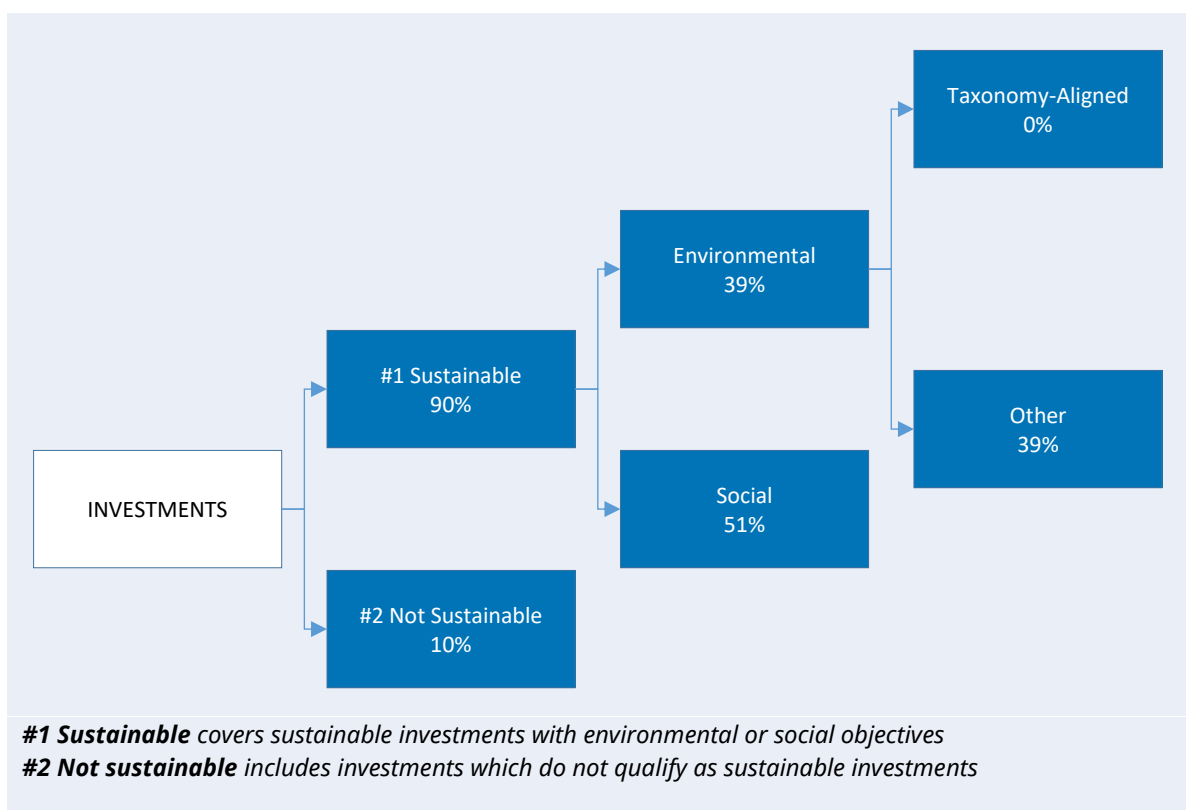 Taxonomy-Aligned
0%
Environmental
39%
#1 Sustainable
90%
Other
39%
INVESTMENTS
Social
51%
#2 Not Sustainable
10%
#1 Sustainable covers sustainable investments with environmental or social objectives
#2 Not sustainable includes investments which do not qualify as sustainable investments